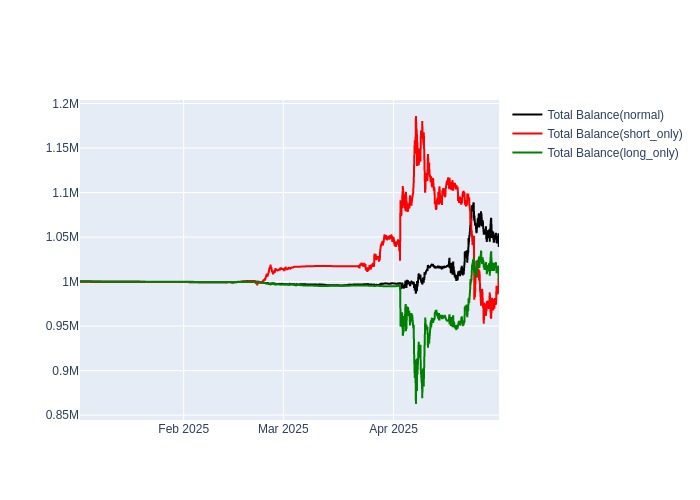 1.2M
1.15M
1.1M
1.05M
1M
0.95M
0.9M
0.85M
Feb 2025
Mar 2025
Apr 2025
Total Balance(normal)
Total Balance(short_only)
Total Balance(long_only)